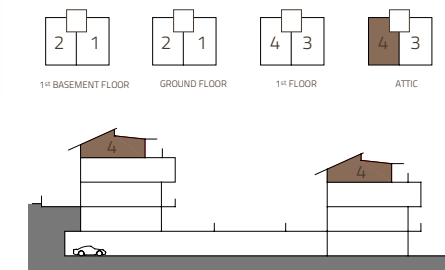 2 1
2 1
4 3
4 3
1st BASEMENT FLOOR
GROUND FLOOR
1st FLOOR
ATTIC
4
4